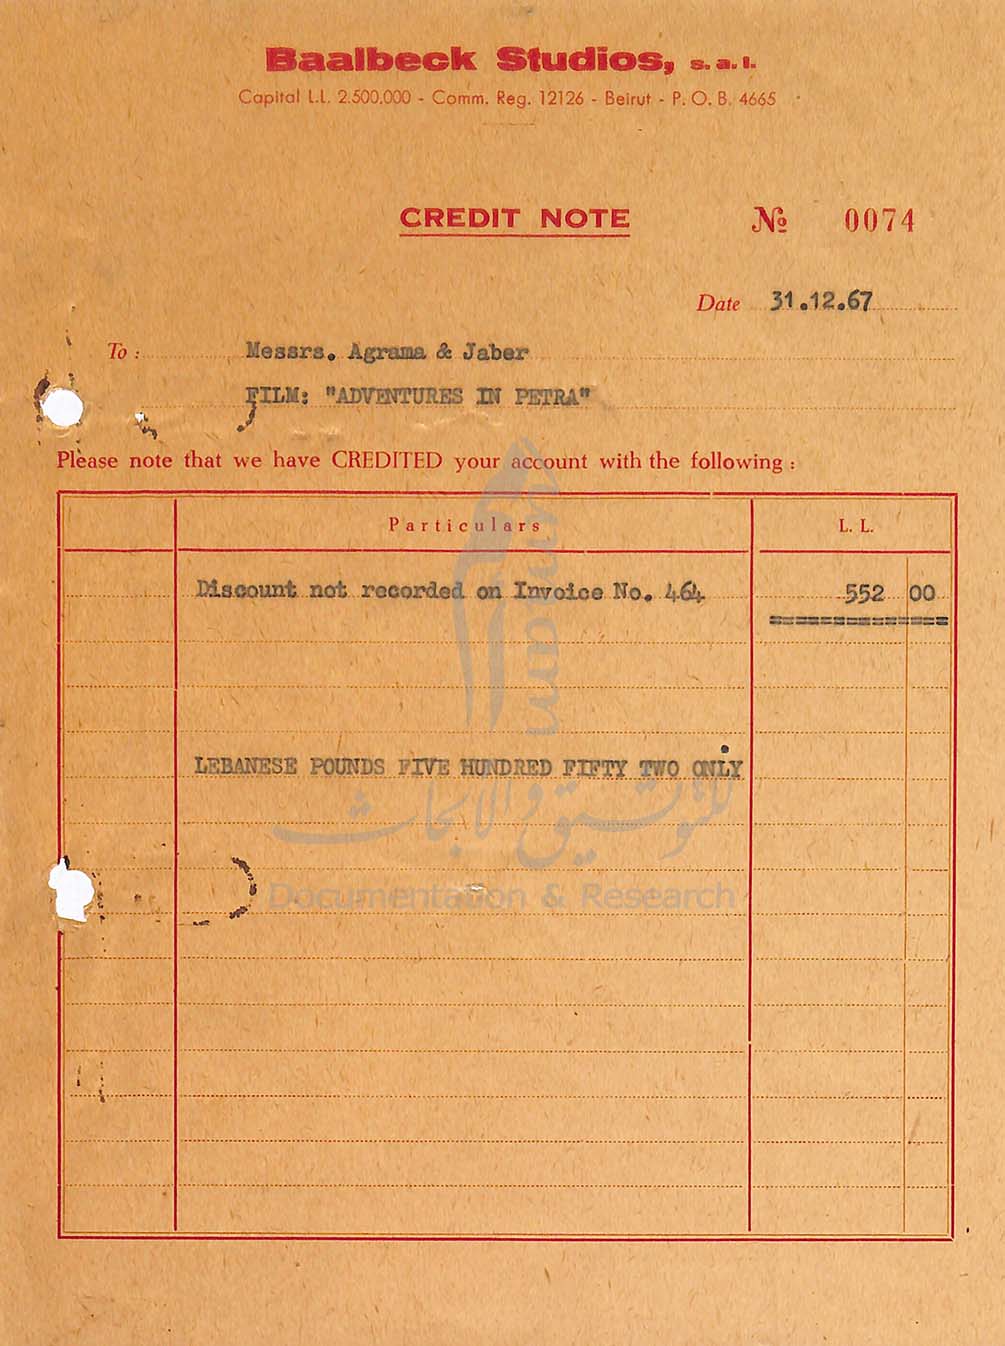 Baalbeck Studios, s.a.l.
Capital L.L. 2.500.000 - Comm. Reg. 12126 - Beirut - P. O. B. 4665
CREDIT NOTE № 0074
Date 31.12.67
To : Messrs. Agrama & Jaber
FILM: "ADVENTURES IN PETRA"
Please note that we have CREDITED your account with the following :
Particulars L. L.
Discount not recorded on Invoice No. 464 552 00
LEBANESE POUNDS FIVE HUNDRED FIFTY TWO ONLY
umam
للتوثيق والأبحاث
Documentation & Research